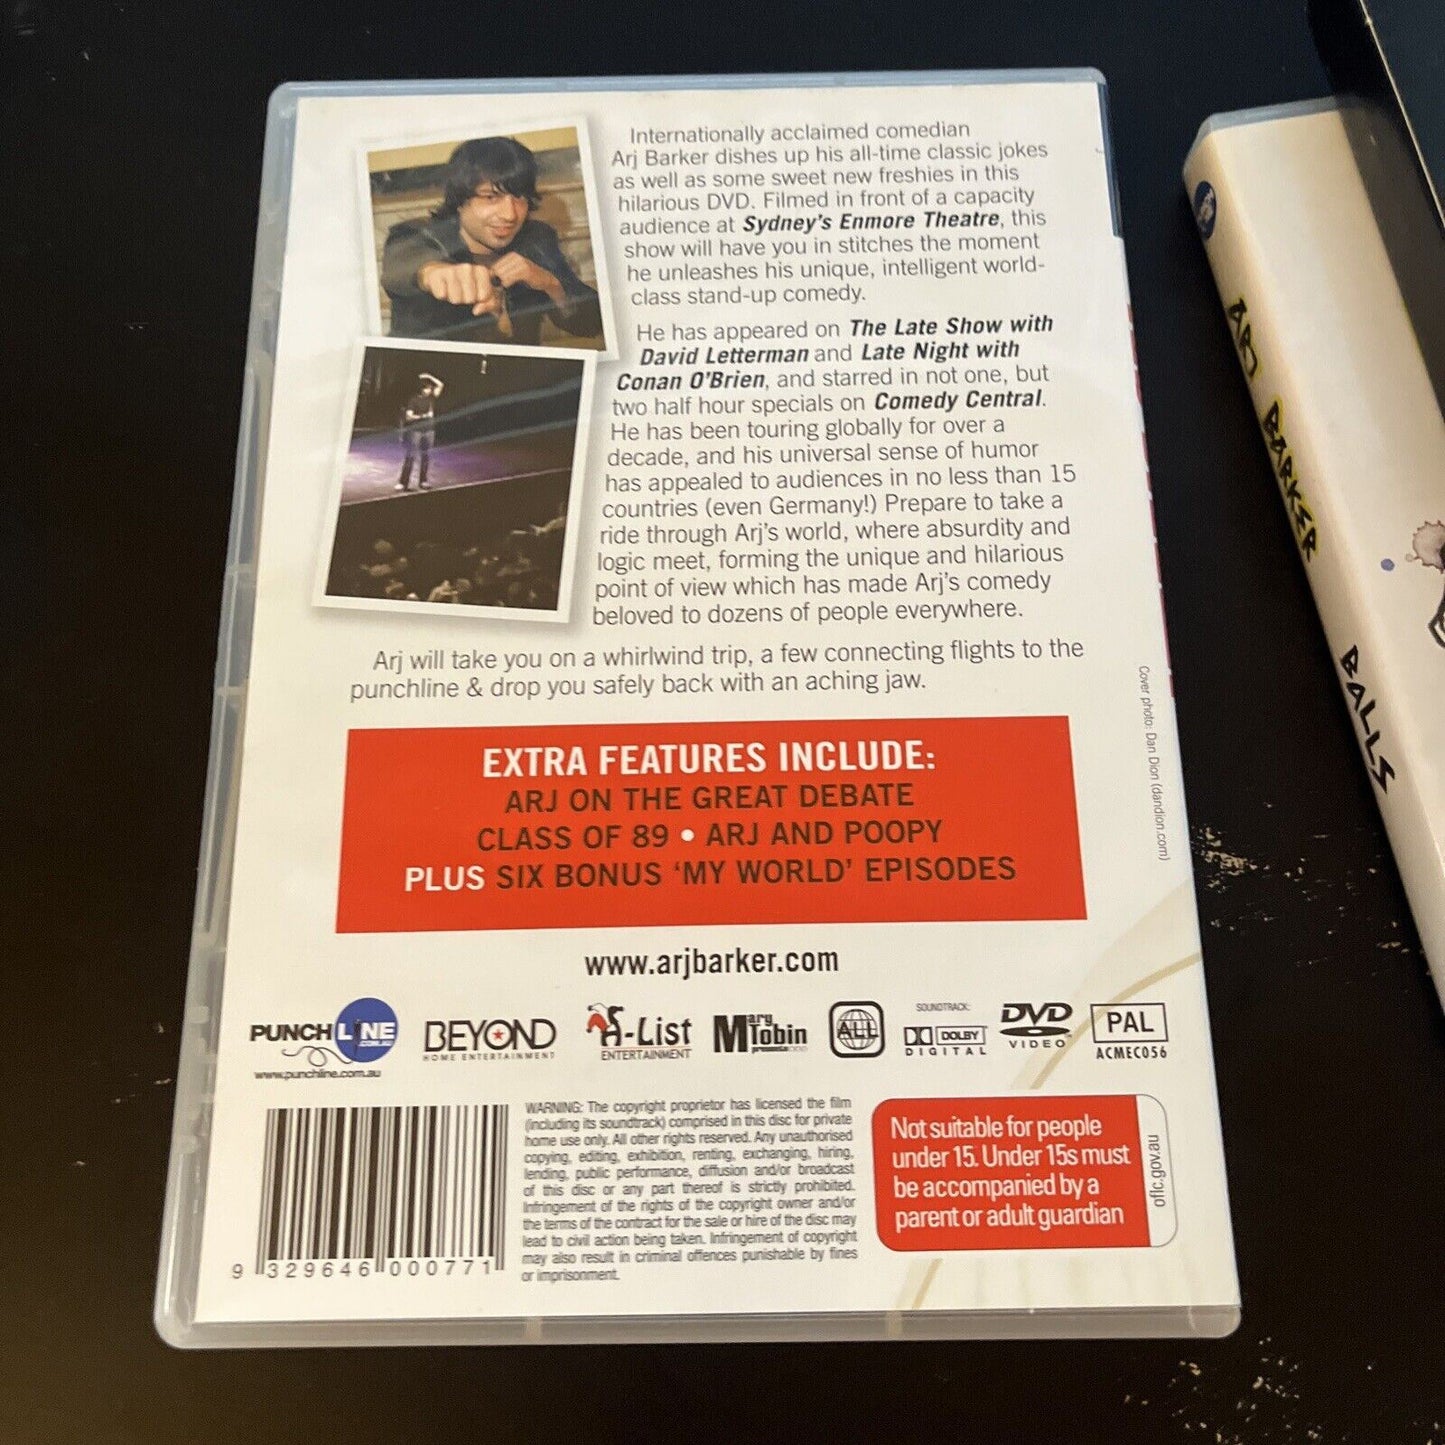 Internationally acclaimed comedian
Arj Barker dishes up his all-time classic jokes
as well as some sweet new freshies in this
hilarious DVD. Filmed in front of a capacity
audience at Sydney's Enmore Theatre, this
show will have you in stitches the moment
he unleashes his unique, intelligent world-
class stand-up comedy.
He has appeared on The Late Show with
David Letterman and Late Night with
Conan O'Brien, and starred in not one, but
two half hour specials on Comedy Central.
He has been touring globally for over a
decade, and his universal sense of humor
has appealed to audiences in no less than 15
countries (even Germany!) Prepare to take a
ride through Arj's world, where absurdity and
logic meet, forming the unique and hilarious
point of view which has made Arj's comedy
beloved to dozens of people everywhere.
Arj will take you on a whirlwind trip, a few connecting flights to the
punchline & drop you safely back with an aching jaw.
EXTRA FEATURES INCLUDE:
ARJ ON THE GREAT DEBATE
CLASS OF 89 • ARJ AND POOPY
PLUS SIX BONUS 'MY WORLD' EPISODES
www.arjbarker.com
PUNCHLINE
.COM.AU
www.punchline.com.au
BEYOND
HOME ENTERTAINMENT
A-List
ENTERTAINMENT
Mary Tobin
presents
ALL
SOUNDTRACK:
DOLBY
DIGITAL
DVD
VIDEO
PAL
ACMEC056
WARNING: The copyright proprietor has licensed the film
(including its soundtrack) comprised in this disc for private
home use only. All other rights reserved. Any unauthorised
copying, editing, exhibition, renting, exchanging, hiring,
lending, public performance, diffusion and/or broadcast
of this disc or any part thereof is strictly prohibited.
Infringement of the rights of the copyright owner and/or
the terms of the contract for the sale or hire of the disc may
lead to civil action being taken. Infringement of copyright
may also result in criminal offences punishable by fines
or imprisonment.
Not suitable for people
under 15. Under 15s must
be accompanied by a
parent or adult guardian
oflc.gov.au
9 329646 000771
Cover photo: Dan Dion (dandion.com)
ARJ BARKER BALLS